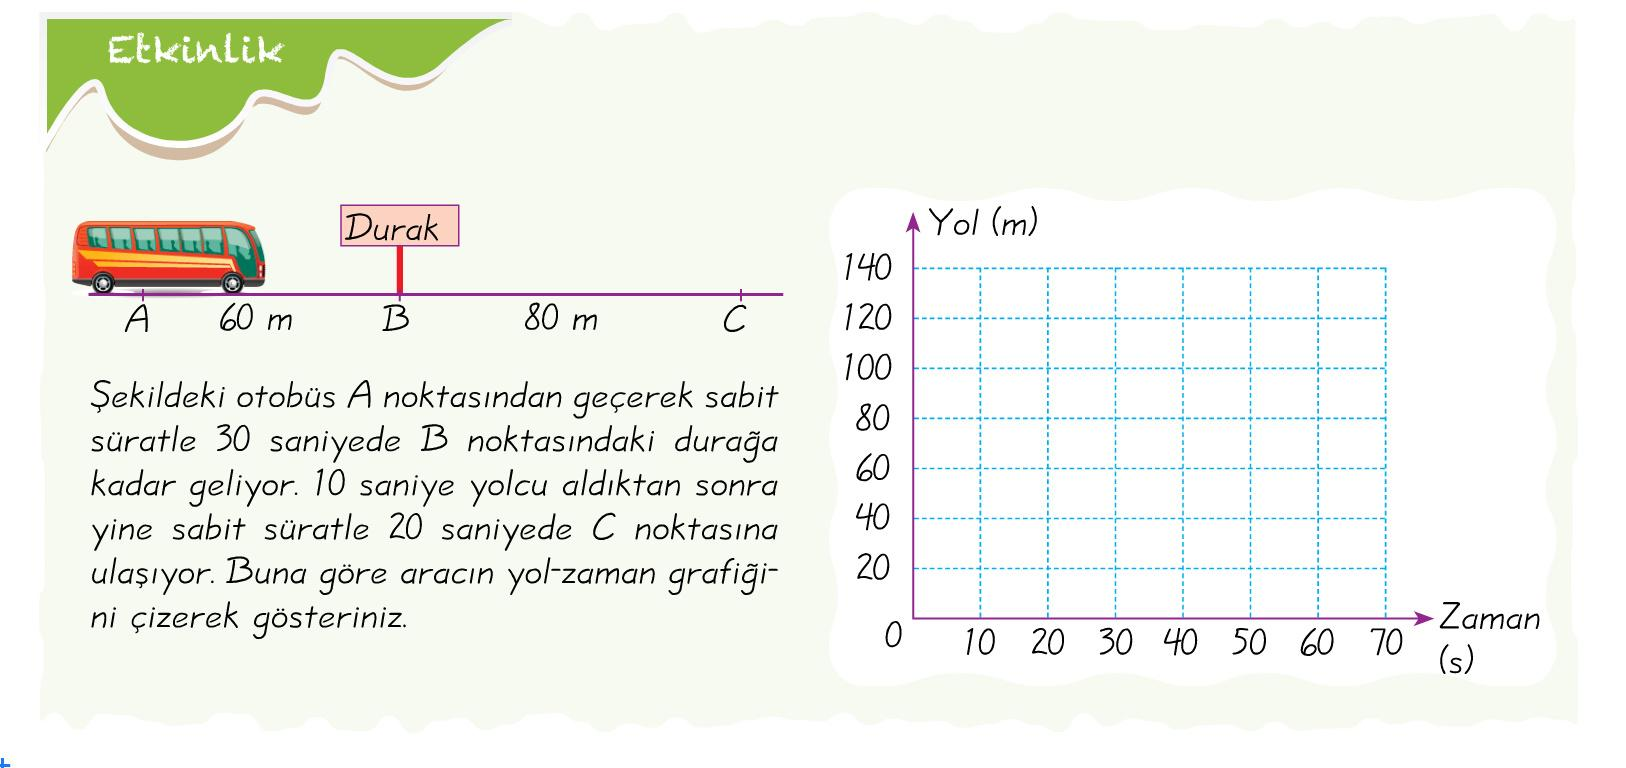 Etkinlik
Durak
A 60 m B 80 m C
Şekildeki otobüs A noktasından geçerek sabit
süratle 30 saniyede B noktasındaki durağa
kadar geliyor. 10 saniye yolcu aldıktan sonra
yine sabit süratle 20 saniyede C noktasına
ulaşıyor. Buna göre aracın yol-zaman grafiği-
ni çizerek gösteriniz.
Yol (m)
140
120
100
80
60
40
20
0 10 20 30 40 50 60 70
Zaman
(s)